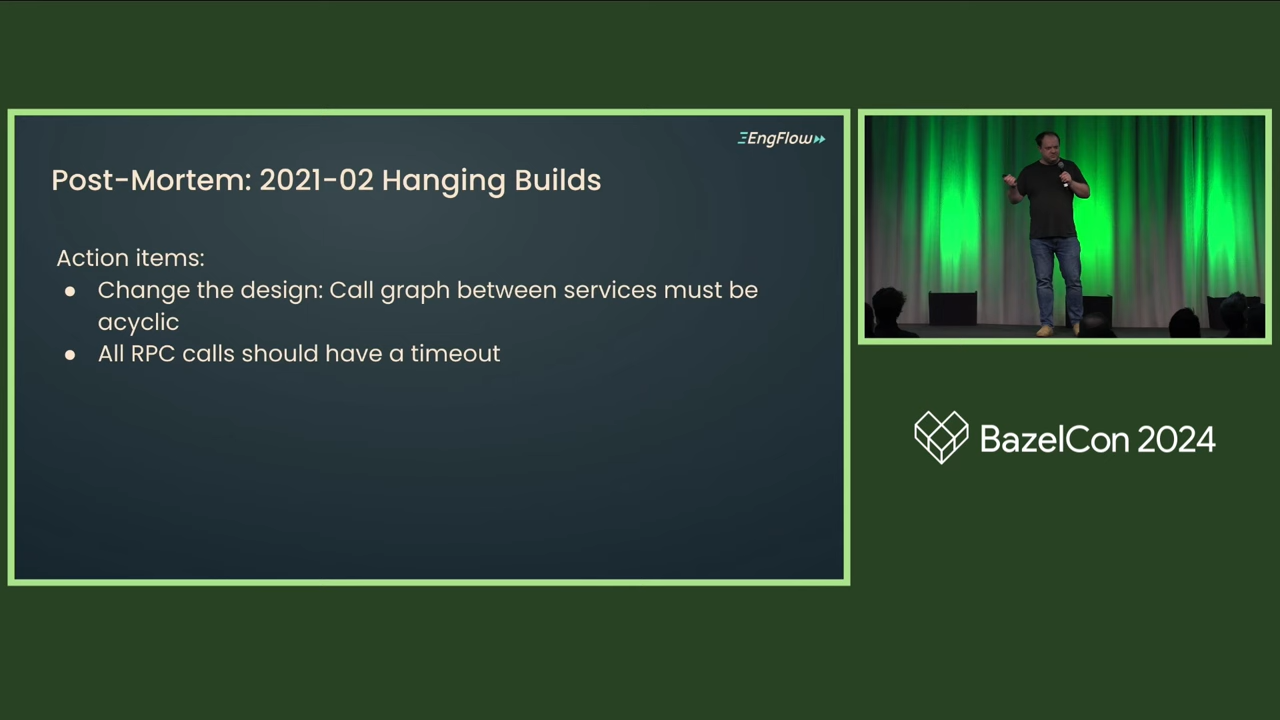 EngFlow
Post-Mortem: 2021-02 Hanging Builds
Action items:
● Change the design: Call graph between services must be
acyclic
● All RPC calls should have a timeout
BazelCon 2024